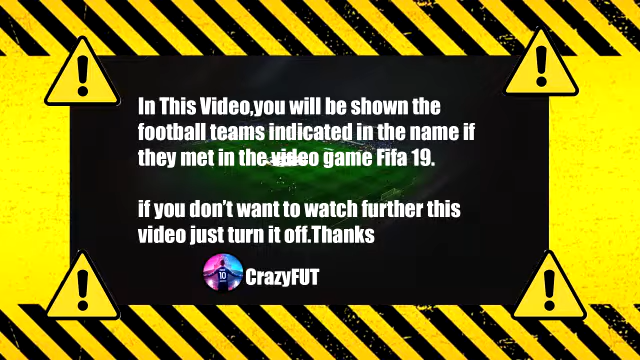 In This Video,you will be shown the
football teams indicated in the name if
they met in the video game Fifa 19.
if you don't want to watch further this
video just turn it off.Thanks
10
CrazyFUT